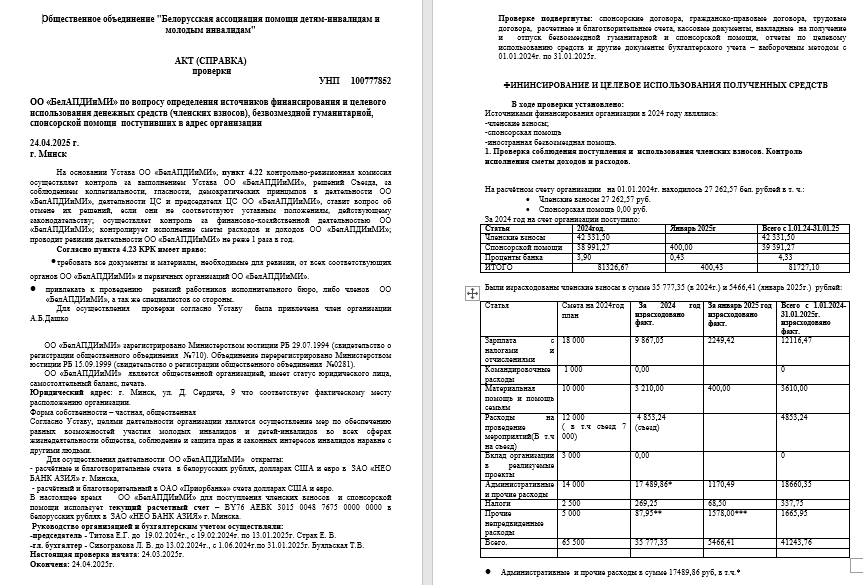 Общественное объединение "Белорусская ассоциация помощи детям-инвалидам и
молодым инвалидам"
АКТ (СПРАВКА)
проверки
УНП 100777852
ОО «БелАПДИиМИ» по вопросу определения источников финансирования и целевого
использования денежных средств (членских взносов), безвозмездной гуманитарной,
спонсорской помощи поступивших в адрес организации
24.04.2025 г.
г. Минск
На основании Устава ОО «БелАПДИиМИ», пункт 4.22 контрольно-ревизионная комиссия
осуществляет контроль за выполнением Устава ОО «БелАПДИиМИ», решений Съезда, за
соблюдением коллегиальности, гласности, демократических принципов в деятельности ОО
«БелАПДИиМИ», деятельности ЦС и председателя ЦС ОО «БелАПДИиМИ», ставит вопрос об
отмене их решений, если они не соответствуют уставным положениям, действующему
законодательству; осуществляет контроль за финансово-хозяйственной деятельностью ОО
«БелАПДИиМИ»; контролирует исполнение сметы расходов и доходов ОО «БелАПДИиМИ»;
проводит ревизии деятельности ОО «БелАПДИиМИ» не реже 1 раза в год.
Согласно пункта 4.23 КРК имеет право:
●требовать все документы и материалы, необходимые для ревизии, от всех соответствующих
органов ОО «БелАПДИиМИ» и первичных организаций ОО «БелАПДИиМИ».
● привлекать к проведению ревизий работников исполнительного бюро, либо членов ОО
«БелАПДИиМИ», а так же специалистов со стороны.
Для осуществления проверки согласно Уставу была привлечена член организации
А.Б.Дашко
ОО «БелАПДИиМИ» зарегистрировано Министерством юстиции РБ 29.07.1994 (свидетельство о
регистрации общественного объединения №710). Объединение перерегистрировано Министерством
юстиции РБ 15.09.1999 (свидетельство о регистрации общественного объединения №0281).
ОО «БелАПДИиМИ» является общественной организацией, имеет статус юридического лица,
самостоятельный баланс, печать.
Юридический адрес: г. Минск, ул. Д. Сердича, 9 что соответствует фактическому месту
расположению организации.
Форма собственности – частная, общественная
Согласно Уставу, целями деятельности организации является осуществление мер по обеспечению
равных возможностей участия молодых инвалидов и детей-инвалидов во всех сферах
жизнедеятельности общества, соблюдение и защита прав и законных интересов инвалидов наравне с
другими людьми.
Для осуществления деятельности ОО «БелАПДИиМИ» открыты:
- расчётные и благотворительные счета в белорусских рублях, долларах США и евро в ЗАО «НЕО
БАНК АЗИЯ» г. Минска,
- расчётный и благотворительный в ОАО «Приорбанке» счета долларах США и евро.
В настоящее время ОО «БелАПДИиМИ» для поступления членских взносов и спонсорской
помощи использует текущий расчетный счет – BY76 AEBK 3015 0048 7675 0000 0000 в
белорусских рублях в ЗАО «НЕО БАНК АЗИЯ» г. Минска.
Руководство организацией и бухгалтерским учетом осуществляли:
-председатель - Титова Е.Г. до 19.02.2024г., с 19.02.2024г. по 13.01.2025г. Страх Е. В.
-гл. бухгалтер - Сивогракова Л. В. до 13.02.2024г., с 1.06.2024г.по 31.01.2025г. Буяльская Т.В.
Настоящая проверка начата: 24.03.2025г.
Окончена: 24.04.2025г.
Проверке подвергнуты: спонсорские договора, гражданско-правовые договора, трудовые
договора, расчетные и благотворительные счета, кассовые документы, накладные на получение
и отпуск безвозмездной гуманитарной и спонсорской помощи, отчеты по целевому
использованию средств и другие документы бухгалтерского учета – выборочным методом с
01.01.2024г. по 31.01.2025г.
ФИНИНСИРОВАНИЕ И ЦЕЛЕВОЕ ИСПОЛЬЗОВАНИЯ ПОЛУЧЕННЫХ СРЕДСТВ
В ходе проверки установлено:
Источниками финансирования организации в 2024 году являлись:
-членские взносы;
-спонсорская помощь
-иностранная безвозмездная помощь.
1. Проверка соблюдения поступления и использования членских взносов. Контроль
исполнения сметы доходов и расходов.
На расчётном счету организации на 01.01.2024г. находилось 27 262,57 бел. рублей в т. ч.:
• Членские взносы 27 262,57 руб.
• Спонсорская помощь 0,00 руб.
За 2024 год на счет организации поступило:
Статьи 2024год. Январь 2025г Всего с 1.01.24-31.01.25
Членские взносы 42 331,50 42 331,50
Спонсорской помощи 38 991,27 400,00 39 391,27
Проценты банка 3,90 0,43 4,33
ИТОГО 81326,67 400,43 81727,10
Были израсходованы членские взносы в сумме 35 777,35 (в 2024г.) и 5466,41 (январь 2025г.) рублей:
Статья Смета на 2024год план За 2024 год израсходовано факт. За январь 2025 год израсходовано факт. Всего с 1.01.2024-31.01.2025г. израсходовано факт.
Зарплата с налогами и отчислениями 18 000 9 867,05 2249,42 12116,47
Командировочные расходы 1 000 0,00 0
Материальная помощь и помощь семьям 10 000 3 210,00 400,00 3610,00
Расходы на проведение мероприятий(В т.ч на съезд) 12 000 ( в т.ч съезд 7 000) 4 853,24 (съезд) 4853,24
Вклад организации в реализуемые проекты 3 000 0,00 0
Административные и прочие расходы 14 000 17 489,86* 1170,49 18660,35
Налоги 2 500 269,25 68,50 337,75
Прочие непредвиденные расходы 5 000 87,95** 1578,00*** 1665,95
Всего. 65 500 35 777,35 5466,41 41243,76
● Административные и прочие расходы в сумме 17489,86 руб, в т.ч.*